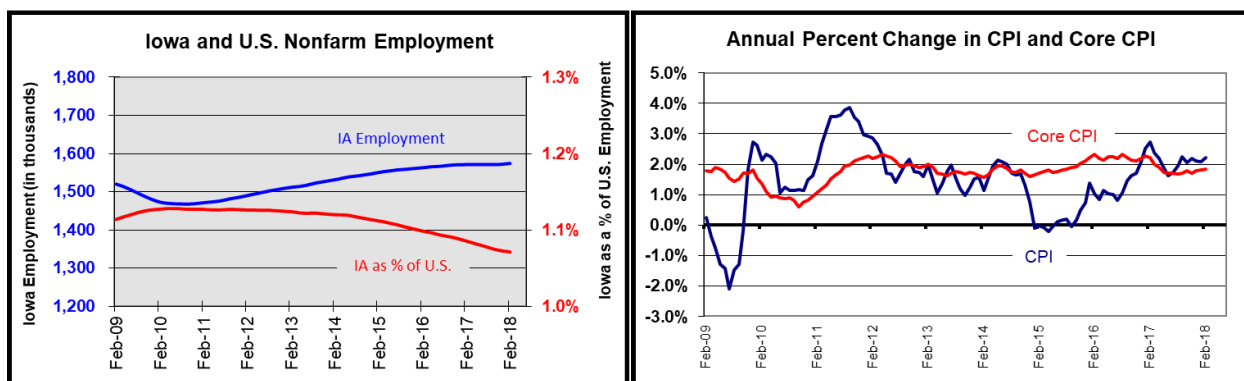 Iowa and U.S. Nonfarm Employment
Iowa Employment (in thousands)
1,800
1,700
1,600
1,500
1,400
1,300
1,200
IA Employment
IA as % of U.S.
1.3%
1.2%
1.1%
1.0%
Iowa as a % of U.S. Employment
Feb-09
Feb-10
Feb-11
Feb-12
Feb-13
Feb-14
Feb-15
Feb-16
Feb-17
Feb-18
Annual Percent Change in CPI and Core CPI
5.0%
4.0%
3.0%
2.0%
1.0%
0.0%
-1.0%
-2.0%
-3.0%
Core CPI
CPI
Feb-09
Feb-10
Feb-11
Feb-12
Feb-13
Feb-14
Feb-15
Feb-16
Feb-17
Feb-18